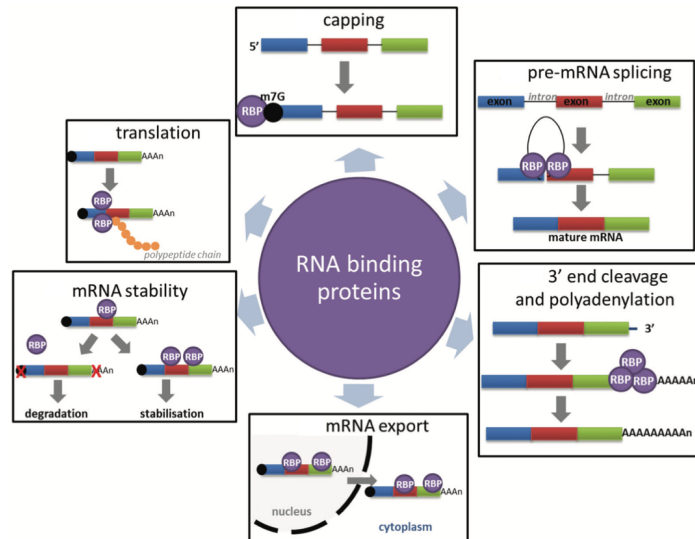 capping
5’
m7G
RBP
pre-mRNA splicing
exon intron exon intron exon
RBP RBP
mature mRNA
translation
AAAn
RBP
AAAn
RBP
polypeptide chain
RNA binding
proteins
mRNA stability
RBP
AAAn
RBP
RBP RBP
AAn
AAAn
degradation
stabilisation
3’ end cleavage
and polyadenylation
3’
RBP
RBP RBP
AAAAAn
AAAAAAAAAn
mRNA export
RBP RBP
AAAn
RBP RBP
AAAn
nucleus
cytoplasm